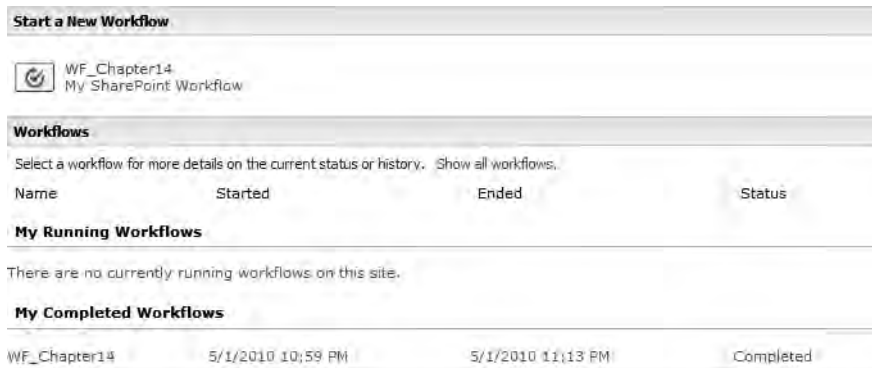 Start a New Workflow
WF_Chapter14
My SharePoint Workflow
Workflows
Select a workflow for more details on the current status or history. Show all workflows.
Name Started Ended Status
My Running Workflows
There are no currently running workflows on this site.
My Completed Workflows
WF_Chapter14 5/1/2010 10:59 PM 5/1/2010 11:13 PM Completed